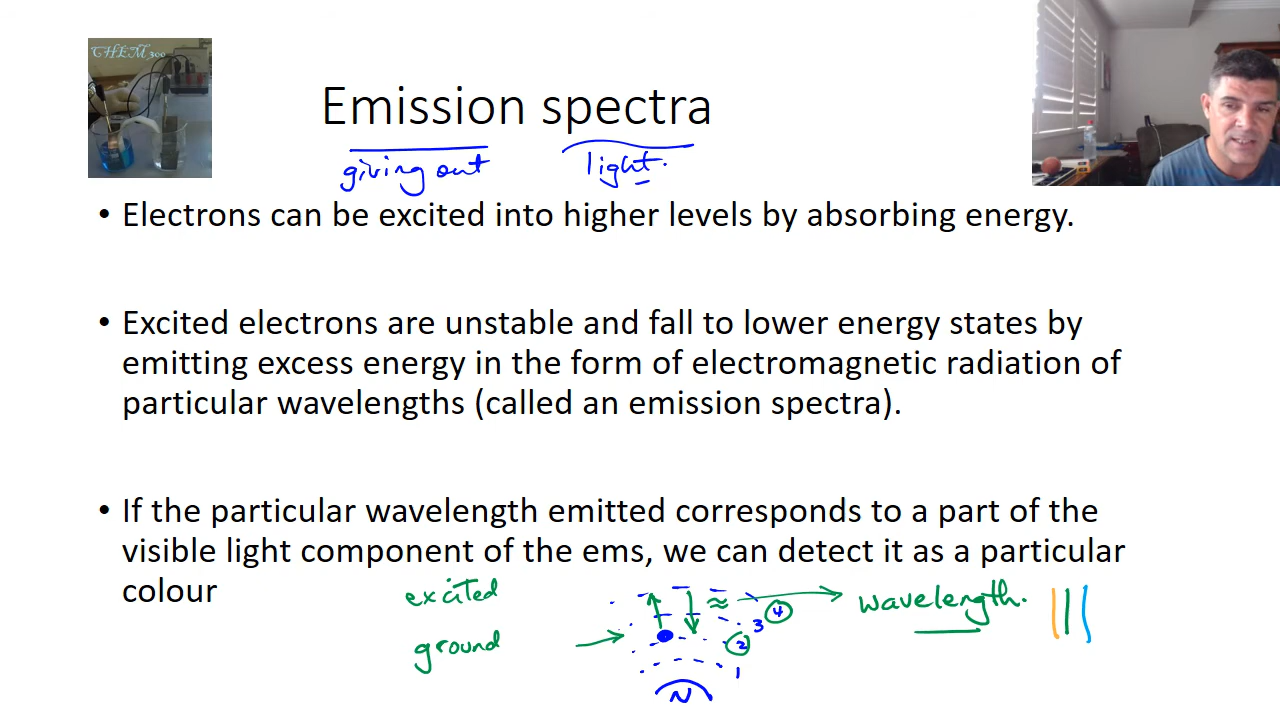 CHEM 300
Emission spectra
giving out light.
• Electrons can be excited into higher levels by absorbing energy.
• Excited electrons are unstable and fall to lower energy states by
emitting excess energy in the form of electromagnetic radiation of
particular wavelengths (called an emission spectra).
• If the particular wavelength emitted corresponds to a part of the
visible light component of the ems, we can detect it as a particular
colour
excited ≈ 4 wavelength.
3
ground 2
1
N